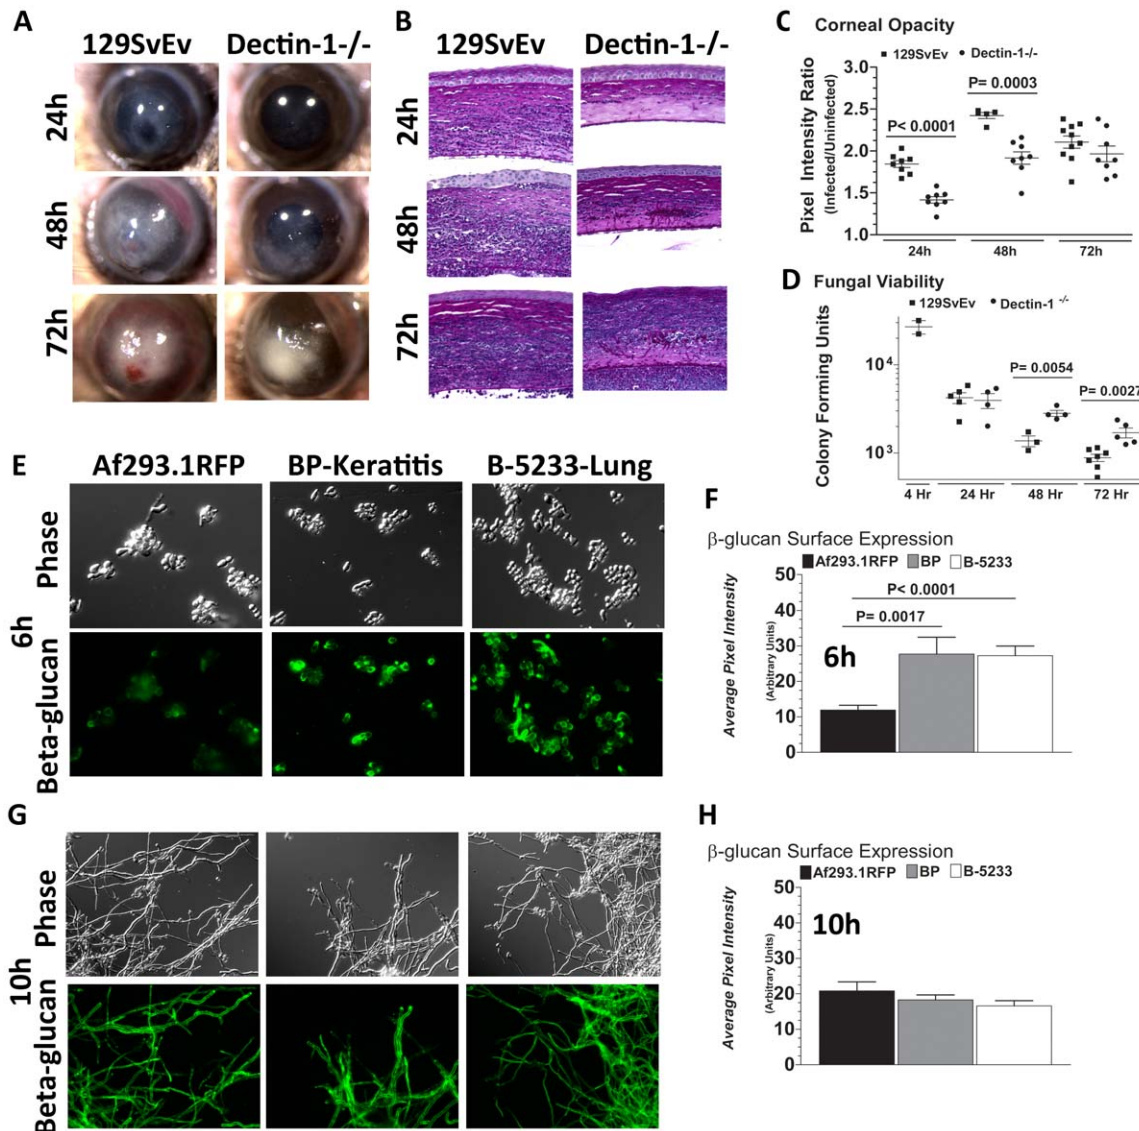 A
129SvEv Dectin-1-/-
24h
48h
72h
B
129SvEv Dectin-1-/-
24h
48h
72h
C Corneal Opacity
■ 129SvEv ● Dectin-1-/-
Pixel Intensity Ratio
(Infected/Uninfected)
3.0
2.5
2.0
1.5
1.0
P< 0.0001
P= 0.0003
24h 48h 72h
D Fungal Viability
■ 129SvEv ● Dectin-1 -/-
Colony Forming Units
10⁴
10³
P= 0.0054
P= 0.0027
4 Hr 24 Hr 48 Hr 72 Hr
E
Af293.1RFP BP-Keratitis B-5233-Lung
6h
Phase
Beta-glucan
F
β-glucan Surface Expression
Af293.1RFP BP B-5233
Average Pixel Intensity
(Arbitrary Units)
50
40
30
20
10
0
P< 0.0001
P= 0.0017
6h
G
10h
Phase
Beta-glucan
H
β-glucan Surface Expression
Af293.1RFP BP B-5233
Average Pixel Intensity
(Arbitrary Units)
50
40
30
20
10
0
10h